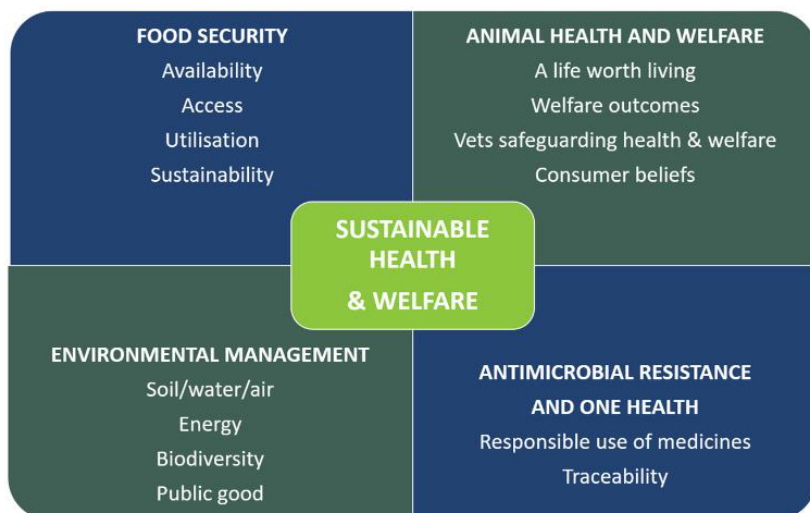 FOOD SECURITY
Availability
Access
Utilisation
Sustainability
ANIMAL HEALTH AND WELFARE
A life worth living
Welfare outcomes
Vets safeguarding health & welfare
Consumer beliefs
SUSTAINABLE
HEALTH
& WELFARE
ENVIRONMENTAL MANAGEMENT
Soil/water/air
Energy
Biodiversity
Public good
ANTIMICROBIAL RESISTANCE
AND ONE HEALTH
Responsible use of medicines
Traceability